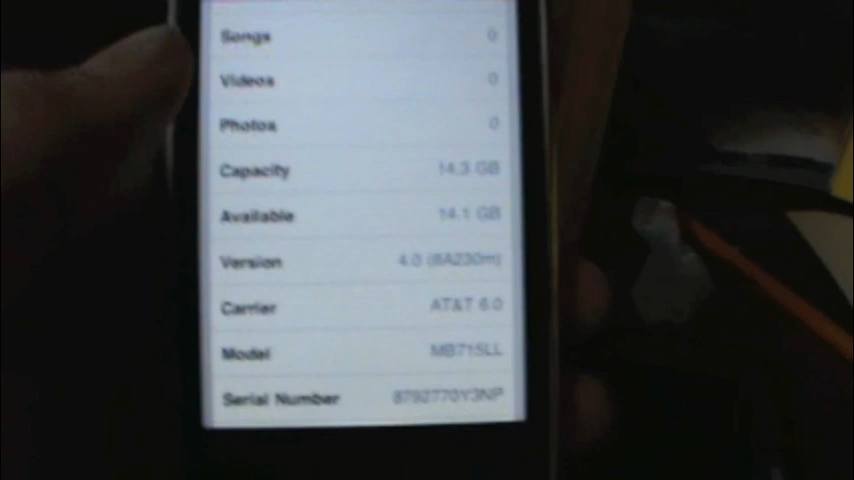 Songs 0
Videos 0
Photos 0
Capacity 14.3 GB
Available 14.1 GB
Version 4.0 (8A230m)
Carrier AT&T 6.0
Model MB715LL
Serial Number